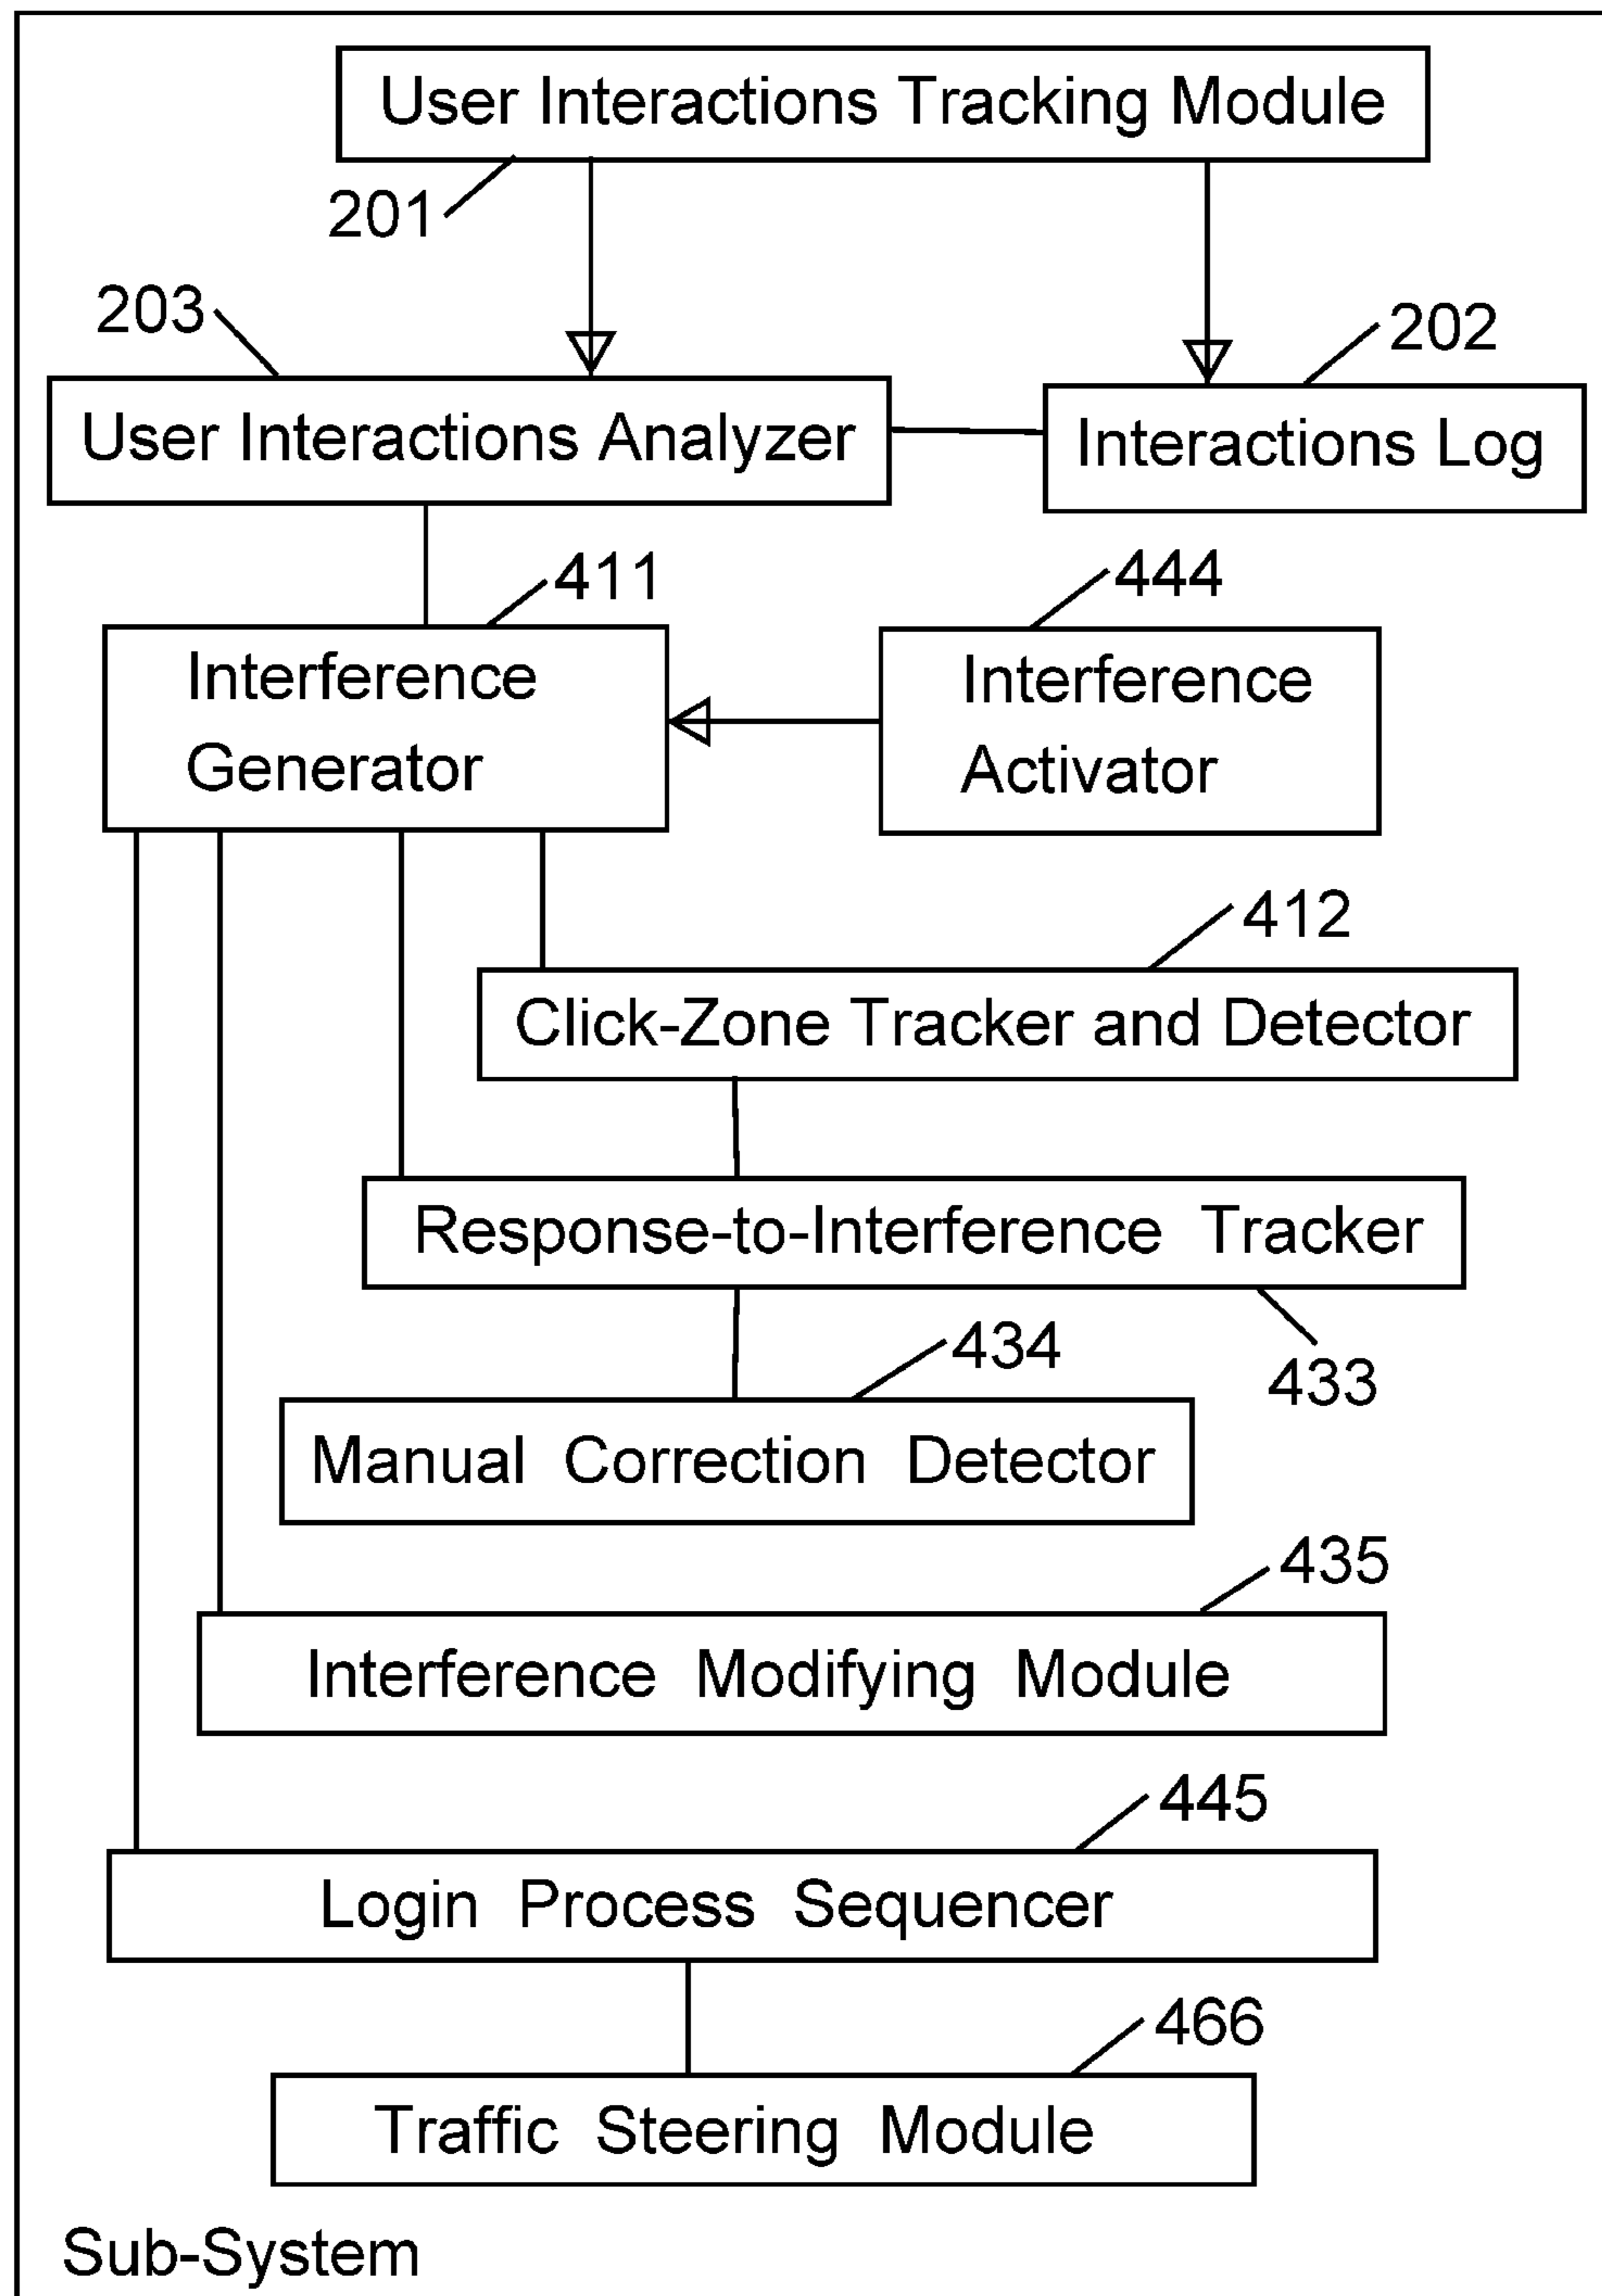 User Interactions Tracking Module
201
203
202
User Interactions Analyzer
Interactions Log
411
444
Interference
Generator
Interference
Activator
412
Click-Zone Tracker and Detector
Response-to-Interference Tracker
434
433
Manual Correction Detector
435
Interference Modifying Module
445
Login Process Sequencer
466
Traffic Steering Module
Sub-System